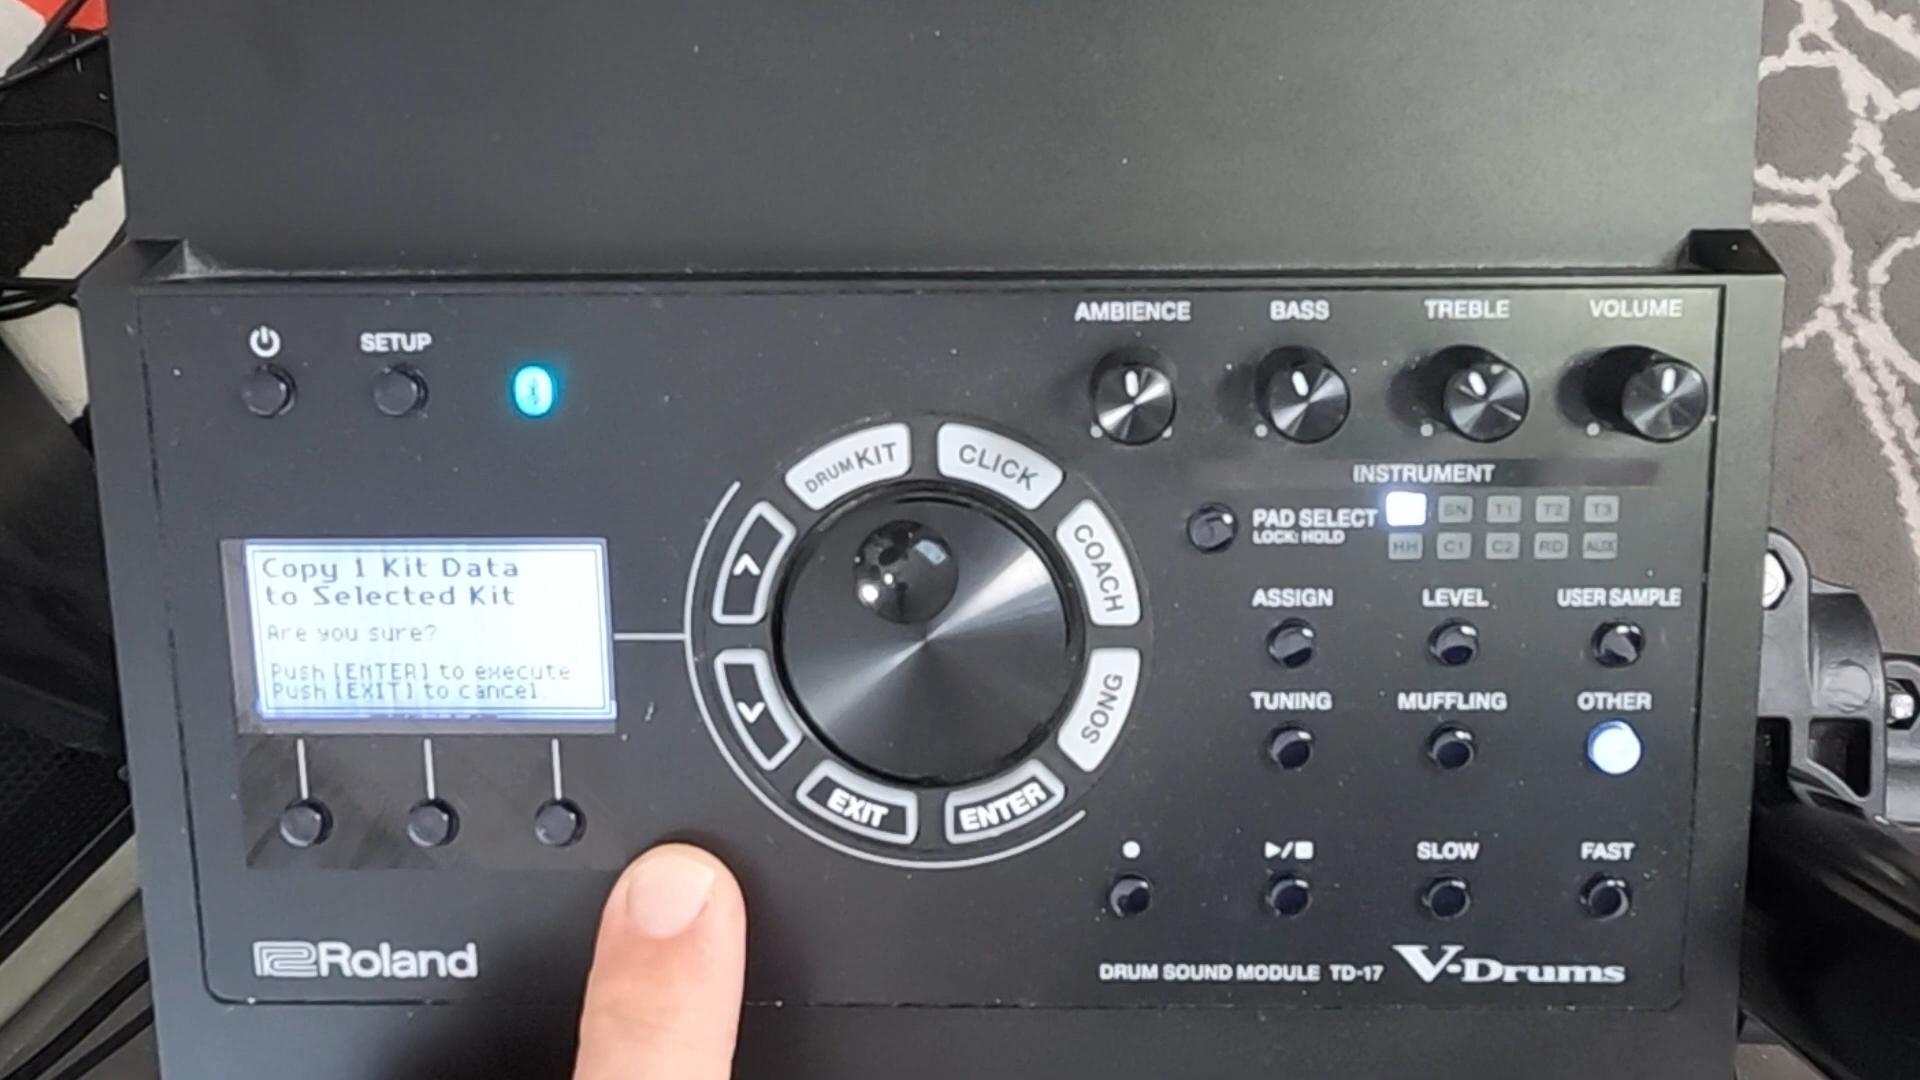 AMBIENCE BASS TREBLE VOLUME
SETUP
DRUM KIT
CLICK
COACH
SONG
EXIT
ENTER
INSTRUMENT
PAD SELECT
LOCK: HOLD
SN T1 T2 T3
HH C1 C2 RD AUX
Copy 1 Kit Data
to Selected Kit
Are you sure?
Push [ENTER] to execute
Push [EXIT] to cancel.
ASSIGN LEVEL USER SAMPLE
TUNING MUFFLING OTHER
SLOW FAST
Roland
DRUM SOUND MODULE TD-17 V-Drums